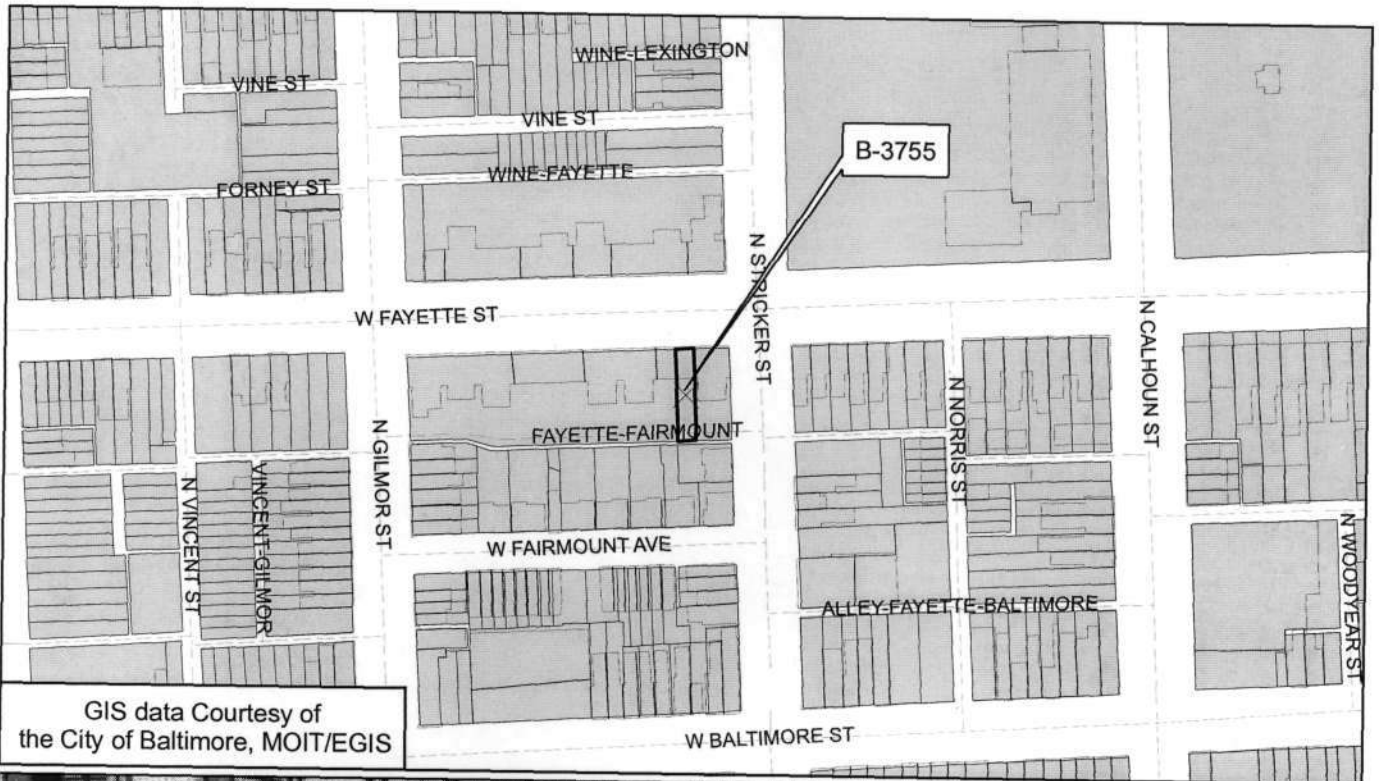 WINE-LEXINGTON
VINE ST
VINE ST
B-3755
WINE-FAYETTE
FORNEY ST
N STRICKER ST
W FAYETTE ST
N CALHOUN ST
N GILMOR ST
FAYETTE-FAIRMOUNT
N NORRIS ST
VINCENT-GILMOR
N VINCENT ST
W FAIRMOUNT AVE
N WOODYEAR ST
ALLEY-FAYETTE-BALTIMORE
GIS data Courtesy of
the City of Baltimore, MOIT/EGIS
W BALTIMORE ST